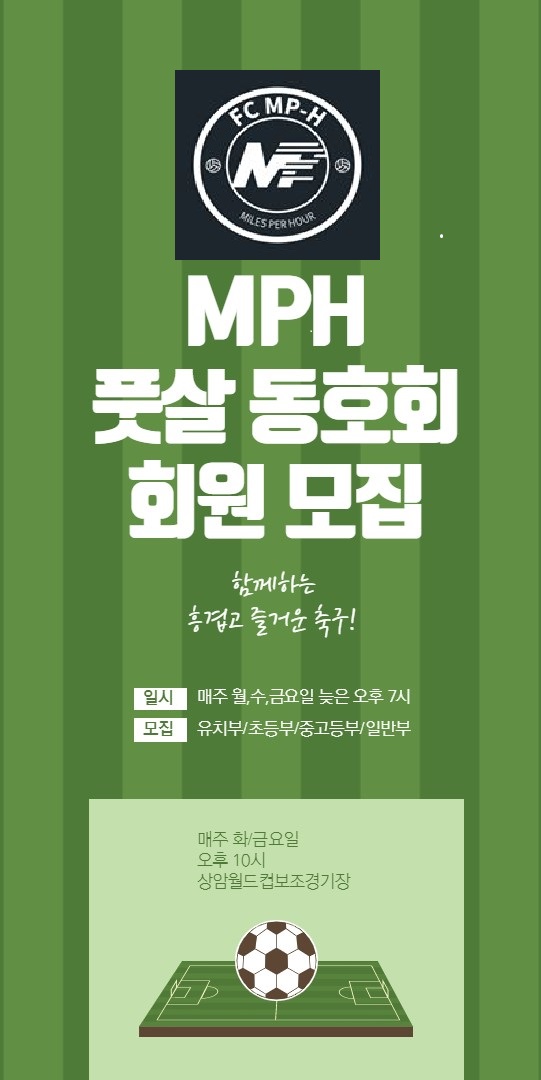 FC MP-H
MILES PER HOUR
MPH
풋살 동호회
회원 모집
함께하는
흥겹고 즐거운 축구!
일시 매주 월,수,금요일 늦은 오후 7시
모집 유치부/초등부/중고등부/일반부
매주 화/금요일
오후 10시
상암월드컵보조경기장